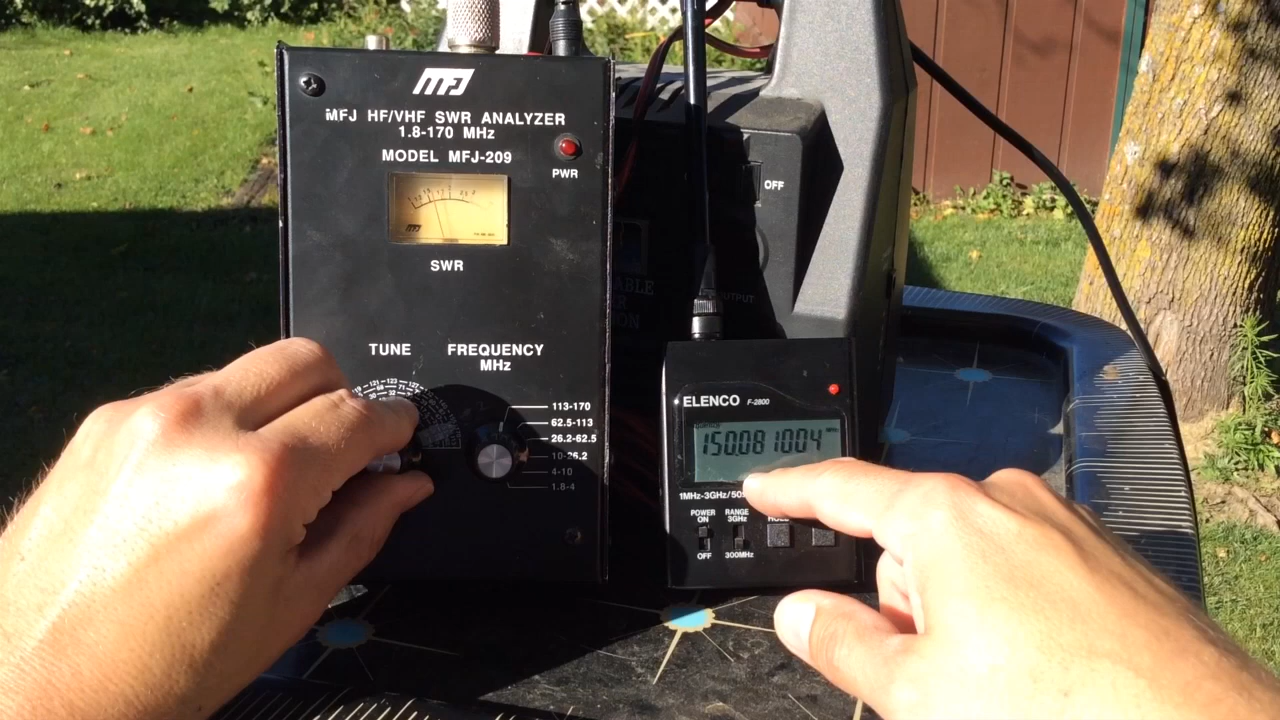 MFJ
MFJ HF/VHF SWR ANALYZER
1.8-170 MHz
MODEL MFJ-209
PWR
SWR
TUNE
FREQUENCY
MHz
113-170
62.5-113
26.2-62.5
10-26.2
4-10
1.8-4
OFF
OUTPUT
ELENCO F-2800
150.081004
1MHz-3GHz/50
POWER
ON
OFF
RANGE
3GHz
300MHz
HOLD